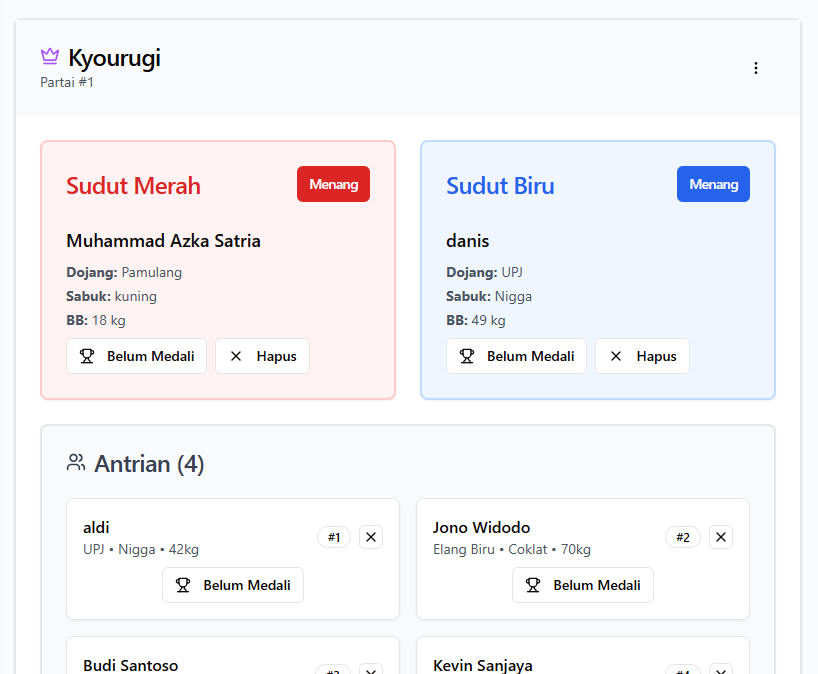 Kyourugi
Partai #1
Sudut Merah
Menang
Muhammad Azka Satria
Dojang: Pamulang
Sabuk: kuning
BB: 18 kg
Belum Medali
Hapus
Sudut Biru
Menang
danis
Dojang: UPJ
Sabuk: Nigga
BB: 49 kg
Belum Medali
Hapus
Antrian (4)
aldi
UPJ • Nigga • 42kg
#1
Belum Medali
Jono Widodo
Elang Biru • Coklat • 70kg
#2
Belum Medali
Budi Santoso
#3
Kevin Sanjaya
#4